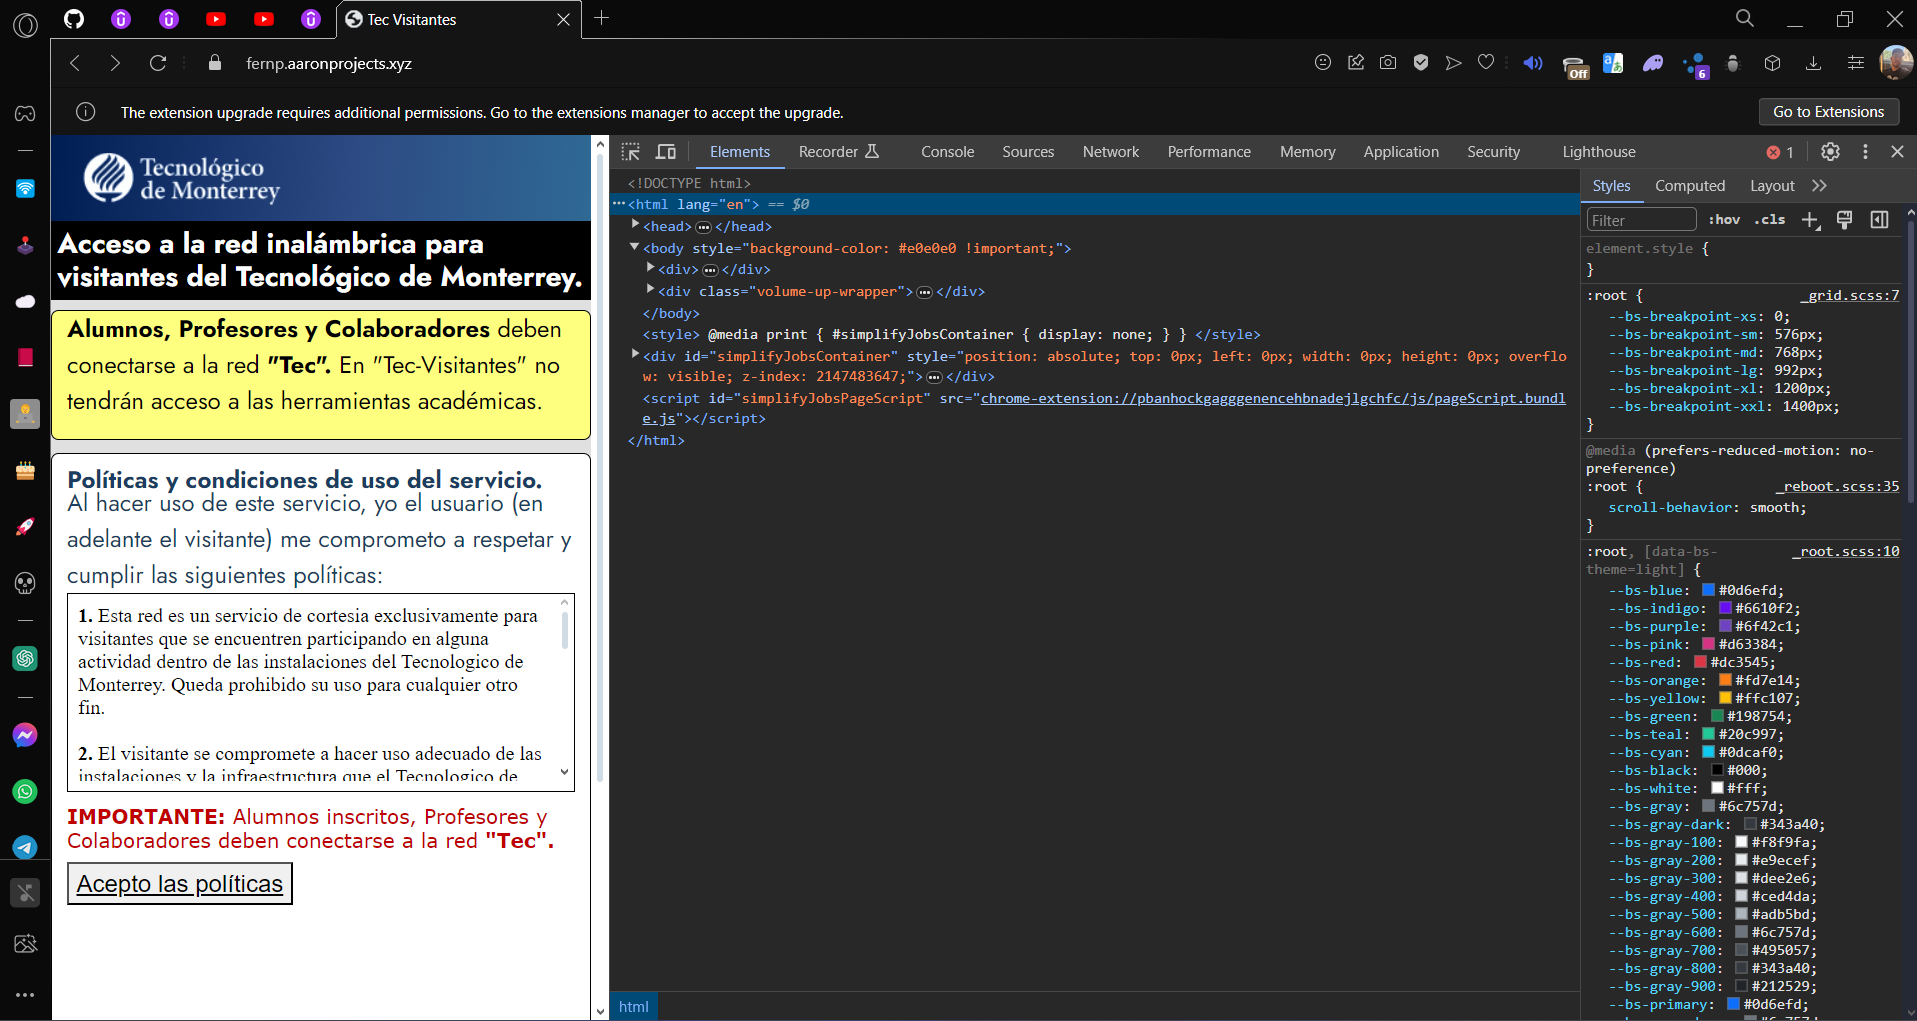 Tec Visitantes
fernp.aaronprojects.xyz
Off
6
The extension upgrade requires additional permissions. Go to the extensions manager to accept the upgrade.
Go to Extensions
Tecnológico
de Monterrey
Acceso a la red inalámbrica para
visitantes del Tecnológico de Monterrey.
Alumnos, Profesores y Colaboradores deben
conectarse a la red "Tec". En "Tec-Visitantes" no
tendrán acceso a las herramientas académicas.
Políticas y condiciones de uso del servicio.
Al hacer uso de este servicio, yo el usuario (en
adelante el visitante) me comprometo a respetar y
cumplir las siguientes políticas:
1. Esta red es un servicio de cortesia exclusivamente para
visitantes que se encuentren participando en alguna
actividad dentro de las instalaciones del Tecnologico de
Monterrey. Queda prohibido su uso para cualquier otro
fin.
2. El visitante se compromete a hacer uso adecuado de las
instalaciones y la infraestructura que el Tecnologico de
IMPORTANTE: Alumnos inscritos, Profesores y
Colaboradores deben conectarse a la red "Tec".
Acepto las políticas
Elements Recorder Console Sources Network Performance Memory Application Security Lighthouse 1
<!DOCTYPE html>
<html lang="en"> == $0
<head> </head>
<body style="background-color: #e0e0e0 !important;">
<div> </div>
<div class="volume-up-wrapper"> </div>
</body>
<style> @media print { #simplifyJobsContainer { display: none; } } </style>
<div id="simplifyJobsContainer" style="position: absolute; top: 0px; left: 0px; width: 0px; height: 0px; overflo
w: visible; z-index: 2147483647;"> </div>
<script id="simplifyJobsPageScript" src="chrome-extension://pbanhockgagggenencehbnadejlgchfc/js/pageScript.bundl
e.js"></script>
</html>
html
Styles Computed Layout
Filter :hov .cls
element.style {
}
:root { _grid.scss:7
--bs-breakpoint-xs: 0;
--bs-breakpoint-sm: 576px;
--bs-breakpoint-md: 768px;
--bs-breakpoint-lg: 992px;
--bs-breakpoint-xl: 1200px;
--bs-breakpoint-xxl: 1400px;
}
@media (prefers-reduced-motion: no-
preference)
:root { _reboot.scss:35
scroll-behavior: smooth;
}
:root, [data-bs- _root.scss:10
theme=light] {
--bs-blue: #0d6efd;
--bs-indigo: #6610f2;
--bs-purple: #6f42c1;
--bs-pink: #d63384;
--bs-red: #dc3545;
--bs-orange: #fd7e14;
--bs-yellow: #ffc107;
--bs-green: #198754;
--bs-teal: #20c997;
--bs-cyan: #0dcaf0;
--bs-black: #000;
--bs-white: #fff;
--bs-gray: #6c757d;
--bs-gray-dark: #343a40;
--bs-gray-100: #f8f9fa;
--bs-gray-200: #e9ecef;
--bs-gray-300: #dee2e6;
--bs-gray-400: #ced4da;
--bs-gray-500: #adb5bd;
--bs-gray-600: #6c757d;
--bs-gray-700: #495057;
--bs-gray-800: #343a40;
--bs-gray-900: #212529;
--bs-primary: #0d6efd;